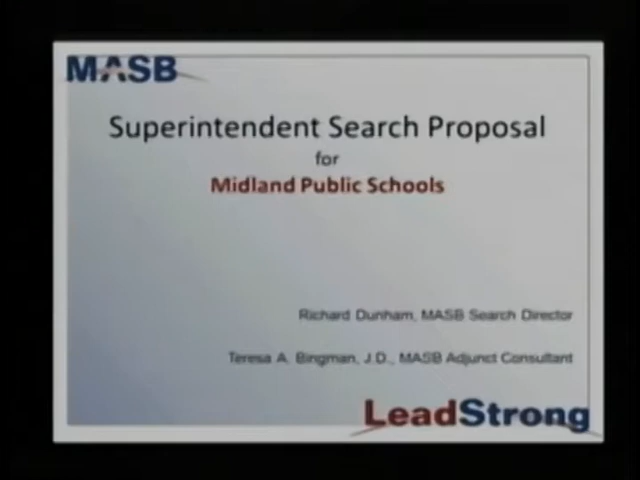 MASB
Superintendent Search Proposal
for
Midland Public Schools
Richard Dunham, MASB Search Director
Teresa A. Bingman, J.D., MASB Adjunct Consultant
LeadStrong